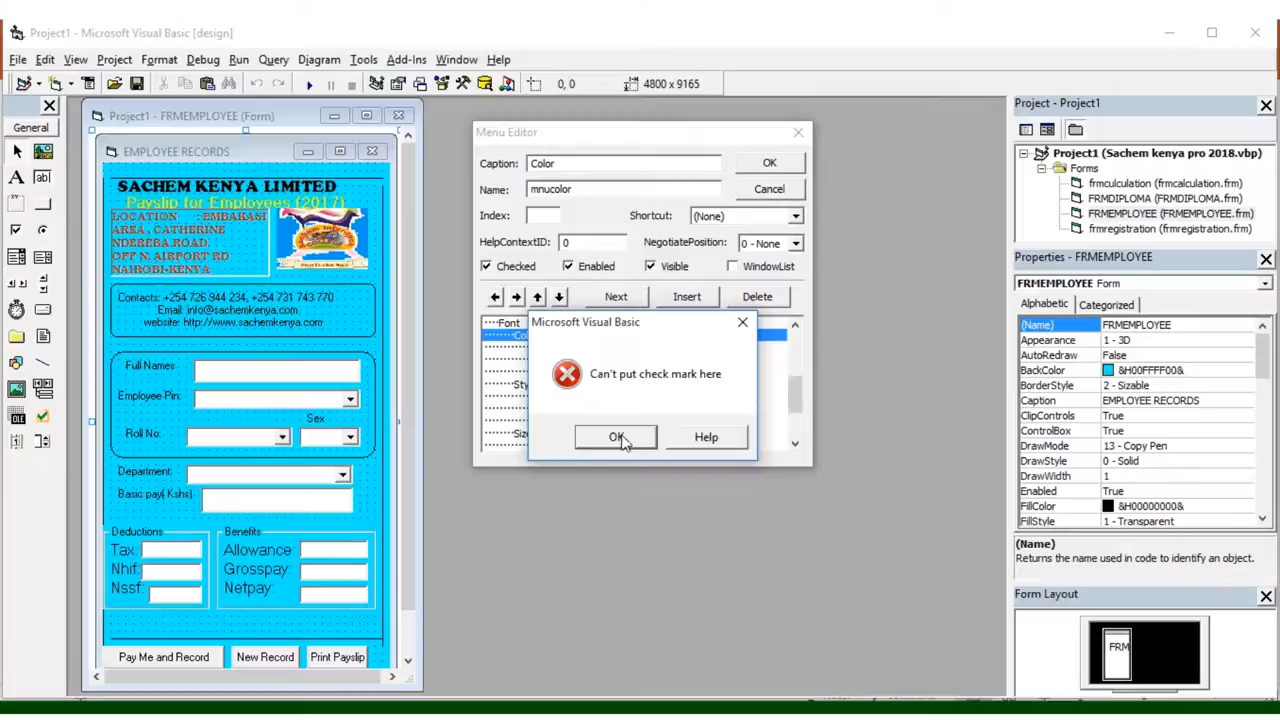 Project1 - Microsoft Visual Basic [design]
File Edit View Project Format Debug Run Query Diagram Tools Add-Ins Window Help
0, 0
4800 x 9165
General
Project1 - FRMEMPLOYEE (Form)
EMPLOYEE RECORDS
SACHEM KENYA LIMITED
Payslip for Employees (2017)
LOCATION : EMBAKASI
AREA , CATHERINE
NDEREBA ROAD,
OFF N. AIRPORT RD
NAIROBI-KENYA
Contacts: +254 726 944 234, +254 731 743 770
Email: info@sachemkenya.com
website: http://www.sachemkenya.com
Full Names
Employee Pin:
Sex
Roll No:
Department:
Basic pay( Kshs)
Deductions
Tax:
Nhif:
Nssf:
Benefits
Allowance
Grosspay:
Netpay:
Pay Me and Record
New Record
Print Payslip
Menu Editor
Caption: Color
OK
Name: mnucolor
Cancel
Index:
Shortcut: (None)
HelpContextID: 0
NegotiatePosition: 0 - None
Checked
Enabled
Visible
WindowList
Next
Insert
Delete
····Font
Microsoft Visual Basic
Can't put check mark here
OK
Help
Project - Project1
Project1 (Sachem kenya pro 2018.vbp)
Forms
frmculculation (frmcalculation.frm)
FRMDIPLOMA (FRMDIPLOMA.frm)
FRMEMPLOYEE (FRMEMPLOYEE.frm)
frmregistration (frmregistration.frm)
Properties - FRMEMPLOYEE
FRMEMPLOYEE Form
Alphabetic Categorized
(Name) FRMEMPLOYEE
Appearance 1 - 3D
AutoRedraw False
BackColor &H00FFFF00&
BorderStyle 2 - Sizable
Caption EMPLOYEE RECORDS
ClipControls True
ControlBox True
DrawMode 13 - Copy Pen
DrawStyle 0 - Solid
DrawWidth 1
Enabled True
FillColor &H00000000&
FillStyle 1 - Transparent
(Name)
Returns the name used in code to identify an object.
Form Layout
FRM